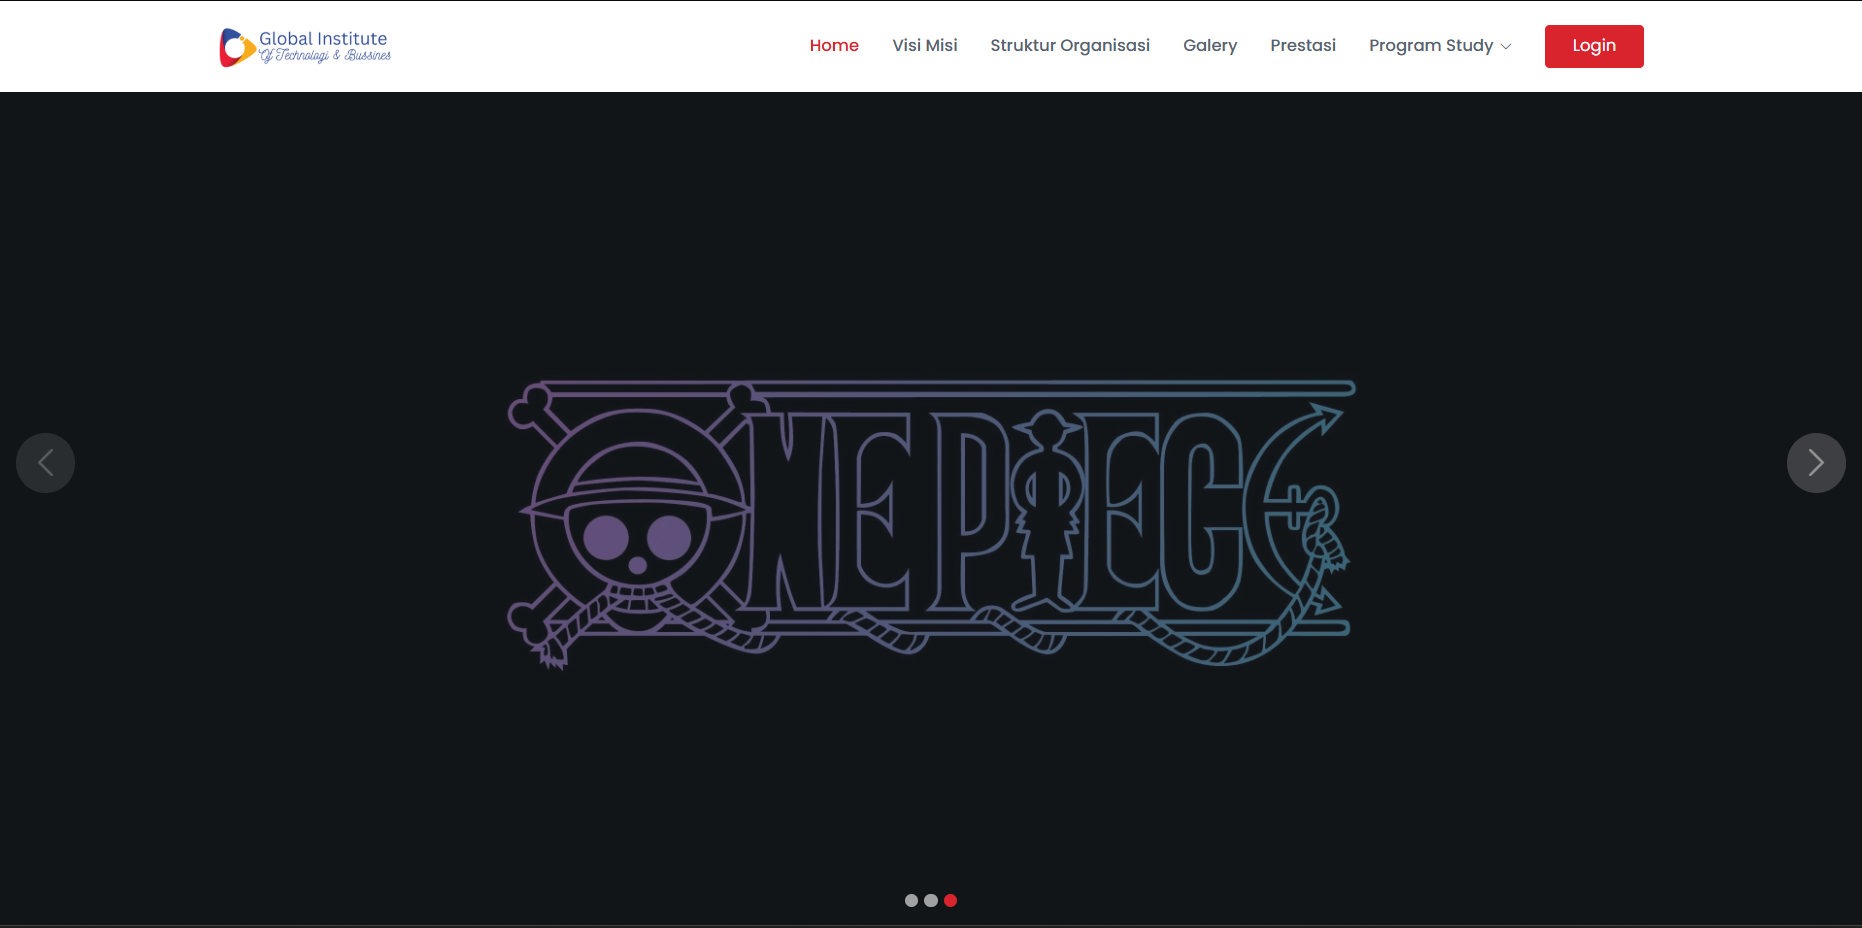 Global Institute
Of Technologi & Bussines
Home Visi Misi Struktur Organisasi Galery Prestasi Program Study Login
ONE PIECE